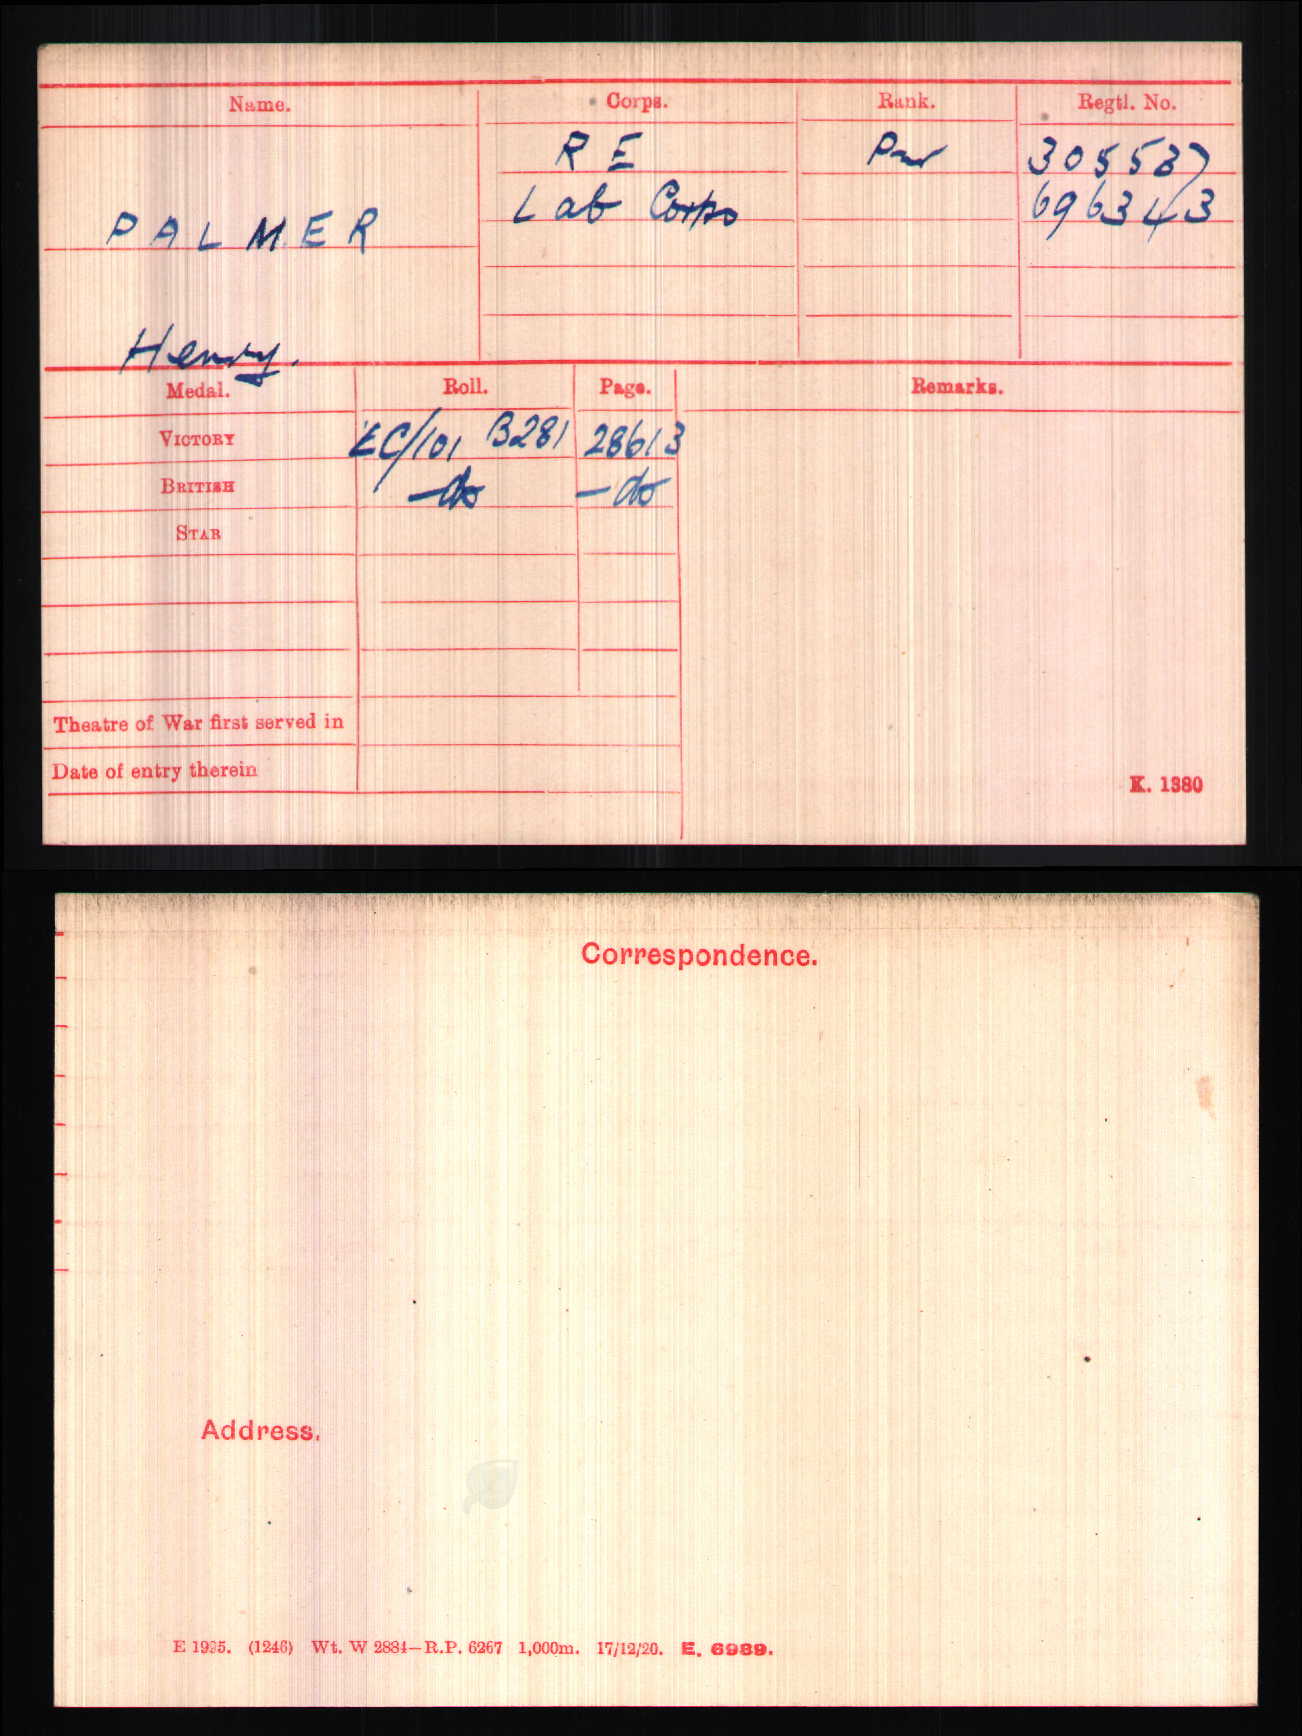 Name. Corps. Rank. Regtl. No.
R E Pnr 305587
Lab Corps 696343
PALMER
Henry.
Medal. Roll. Page. Remarks.
VICTORY EC/101 B281 28613
BRITISH -do -do
STAR
Theatre of War first served in
Date of entry therein
K. 1380
Correspondence.
Address.
E 1935. (1246) Wt. W 2884—R.P. 6267 1,000m. 17/12/20. E. 6989.